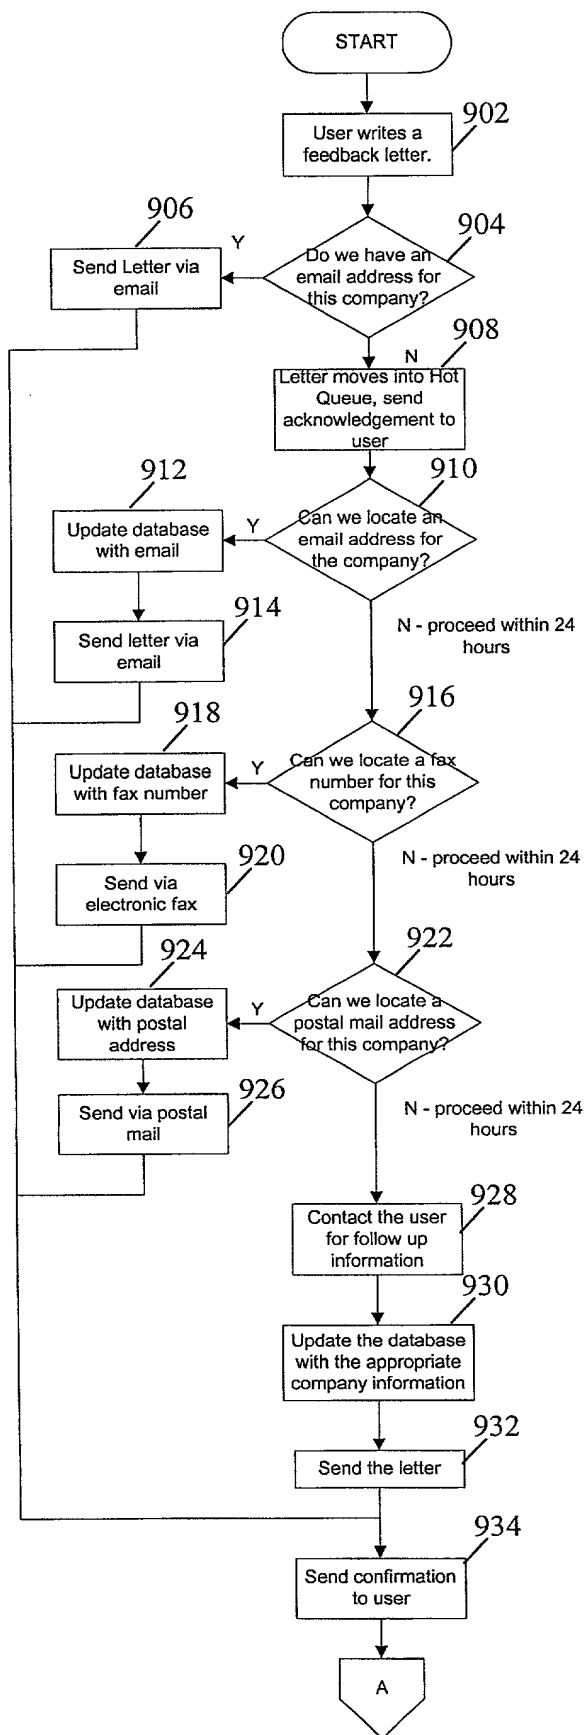 START
902
User writes a
feedback letter.
904
Do we have an
email address for
this company?
Y
906
Send Letter via
email
N
908
Letter moves into Hot
Queue, send
acknowledgement to
user
910
Can we locate an
email address for
the company?
Y
912
Update database
with email
914
Send letter via
email
N - proceed within 24
hours
916
Can we locate a fax
number for this
company?
Y
918
Update database
with fax number
920
Send via
electronic fax
N - proceed within 24
hours
922
Can we locate a
postal mail address
for this company?
Y
924
Update database
with postal
address
926
Send via postal
mail
N - proceed within 24
hours
928
Contact the user
for follow up
information
930
Update the database
with the appropriate
company information
932
Send the letter
934
Send confirmation
to user
A